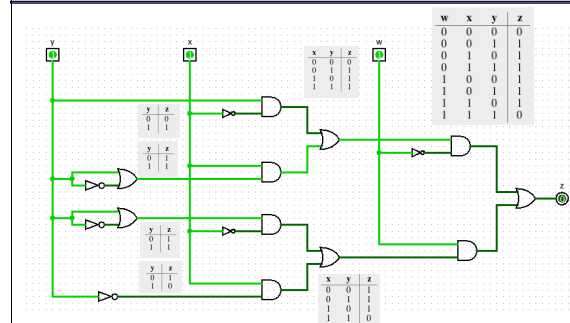 w x y z
0 0 0 0
0 0 1 1
0 1 0 1
0 1 1 1
1 0 0 1
1 0 1 1
1 1 0 1
1 1 1 0
y
1
x
1
w
1
x y z
0 0 0
0 1 1
1 0 1
1 1 1
y z
0 0
1 1
y z
0 1
1 1
z
y z
0 1
1 1
y z
0 1
1 0
x y z
0 0 1
0 1 1
1 0 1
1 1 0